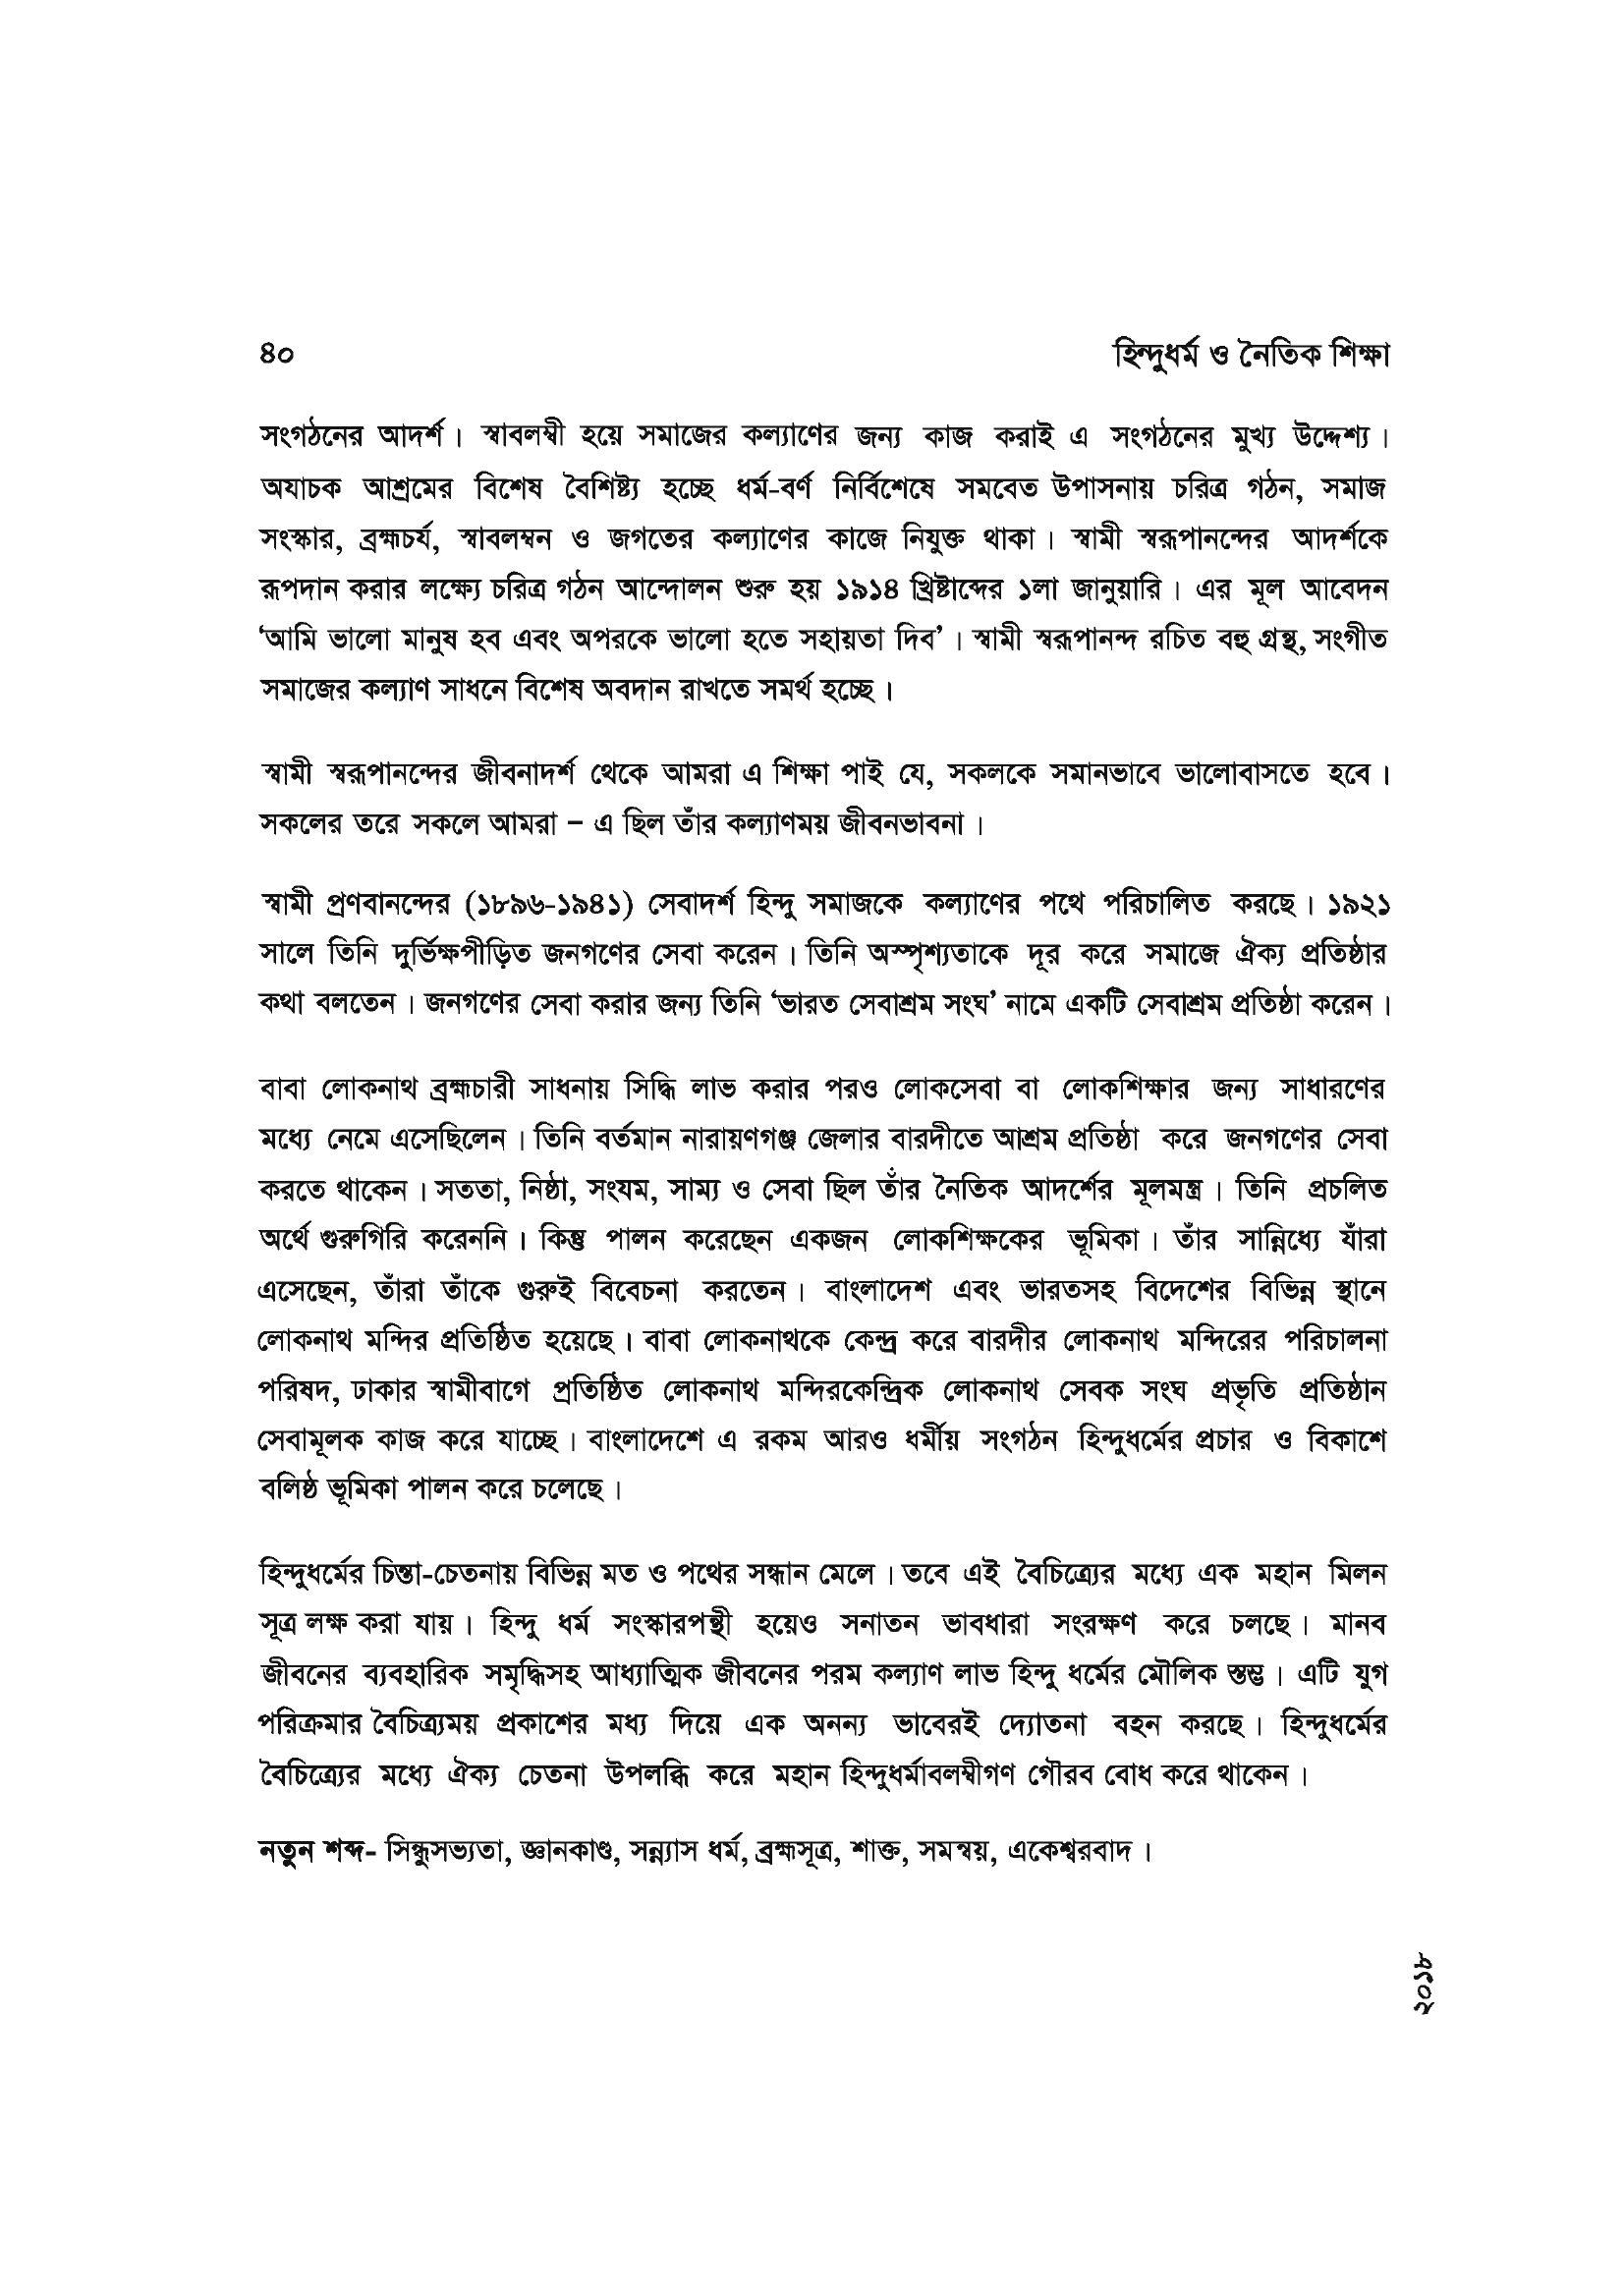 ৪০ হিন্দুধর্ম ও নৈতিক শিক্ষা
সংগঠনের আদর্শ। স্বাবলম্বী হয়ে সমাজের কল্যাণের জন্য কাজ করাই এ সংগঠনের মুখ্য উদ্দেশ্য।
অযাচক আশ্রমের বিশেষ বৈশিষ্ট্য হচ্ছে ধর্ম-বর্ণ নির্বিশেষে সমবেত উপাসনায় চরিত্র গঠন, সমাজ
সংস্কার, ব্রহ্মচর্য, স্বাবলম্বন ও জগতের কল্যাণের কাজে নিযুক্ত থাকা। স্বামী স্বরূপানন্দের আদর্শকে
রূপদান করার লক্ষ্যে চরিত্র গঠন আন্দোলন শুরু হয় ১৯১৪ খ্রিষ্টাব্দের ১লা জানুয়ারি। এর মূল আবেদন
‘আমি ভালো মানুষ হব এবং অপরকে ভালো হতে সহায়তা দিব’। স্বামী স্বরূপানন্দ রচিত বহু গ্রন্থ, সংগীত
সমাজের কল্যাণ সাধনে বিশেষ অবদান রাখতে সমর্থ হচ্ছে।
স্বামী স্বরূপানন্দের জীবনাদর্শ থেকে আমরা এ শিক্ষা পাই যে, সকলকে সমানভাবে ভালোবাসতে হবে।
সকলের তরে সকলে আমরা – এ ছিল তাঁর কল্যাণময় জীবনভাবনা।
স্বামী প্রণবানন্দের (১৮৯৬-১৯৪১) সেবাদর্শ হিন্দু সমাজকে কল্যাণের পথে পরিচালিত করছে। ১৯২১
সালে তিনি দুর্ভিক্ষপীড়িত জনগণের সেবা করেন। তিনি অস্পৃশ্যতাকে দূর করে সমাজে ঐক্য প্রতিষ্ঠার
কথা বলতেন। জনগণের সেবা করার জন্য তিনি ‘ভারত সেবাশ্রম সংঘ’ নামে একটি সেবাশ্রম প্রতিষ্ঠা করেন।
বাবা লোকনাথ ব্রহ্মচারী সাধনায় সিদ্ধি লাভ করার পরও লোকসেবা বা লোকশিক্ষার জন্য সাধারণের
মধ্যে নেমে এসেছিলেন। তিনি বর্তমান নারায়ণগঞ্জ জেলার বারদীতে আশ্রম প্রতিষ্ঠা করে জনগণের সেবা
করতে থাকেন। সততা, নিষ্ঠা, সংযম, সাম্য ও সেবা ছিল তাঁর নৈতিক আদর্শের মূলমন্ত্র। তিনি প্রচলিত
অর্থে গুরুগিরি করেননি। কিন্তু পালন করেছেন একজন লোকশিক্ষকের ভূমিকা। তাঁর সান্নিধ্যে যাঁরা
এসেছেন, তাঁরা তাঁকে গুরুই বিবেচনা করতেন। বাংলাদেশ এবং ভারতসহ বিদেশের বিভিন্ন স্থানে
লোকনাথ মন্দির প্রতিষ্ঠিত হয়েছে। বাবা লোকনাথকে কেন্দ্র করে বারদীর লোকনাথ মন্দিরের পরিচালনা
পরিষদ, ঢাকার স্বামীবাগে প্রতিষ্ঠিত লোকনাথ মন্দিরকেন্দ্রিক লোকনাথ সেবক সংঘ প্রভৃতি প্রতিষ্ঠান
সেবামূলক কাজ করে যাচ্ছে। বাংলাদেশে এ রকম আরও ধর্মীয় সংগঠন হিন্দুধর্মের প্রচার ও বিকাশে
বলিষ্ঠ ভূমিকা পালন করে চলেছে।
হিন্দুধর্মের চিন্তা-চেতনায় বিভিন্ন মত ও পথের সন্ধান মেলে। তবে এই বৈচিত্র্যের মধ্যে এক মহান মিলন
সূত্র লক্ষ করা যায়। হিন্দু ধর্ম সংস্কারপন্থী হয়েও সনাতন ভাবধারা সংরক্ষণ করে চলছে। মানব
জীবনের ব্যবহারিক সমৃদ্ধিসহ আধ্যাত্মিক জীবনের পরম কল্যাণ লাভ হিন্দু ধর্মের মৌলিক স্তম্ভ। এটি যুগ
পরিক্রমার বৈচিত্র্যময় প্রকাশের মধ্য দিয়ে এক অনন্য ভাবেরই দ্যোতনা বহন করছে। হিন্দুধর্মের
বৈচিত্র্যের মধ্যে ঐক্য চেতনা উপলব্ধি করে মহান হিন্দুধর্মাবলম্বীগণ গৌরব বোধ করে থাকেন।
নতুন শব্দ- সিন্ধুসভ্যতা, জ্ঞানকাণ্ড, সন্ন্যাস ধর্ম, ব্রহ্মসূত্র, শাক্ত, সমন্বয়, একেশ্বরবাদ।
২০১৮